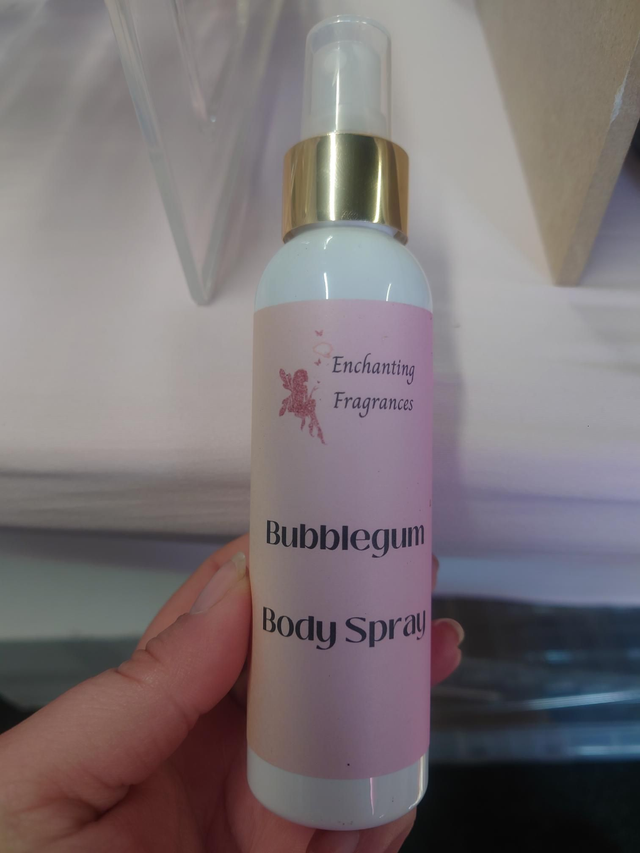 Enchanting
Fragrances
Bubblegum
Body Spray